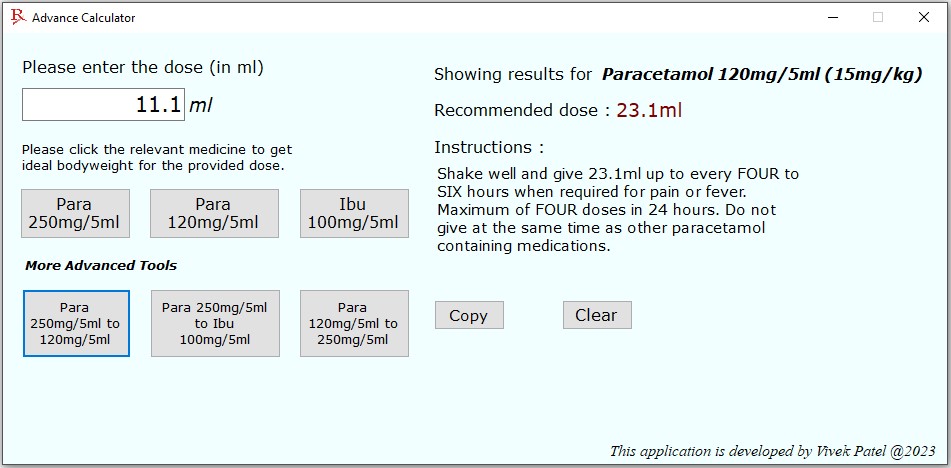 Advance Calculator
Please enter the dose (in ml)
11.1 ml
Please click the relevant medicine to get
ideal bodyweight for the provided dose.
Para
250mg/5ml
Para
120mg/5ml
Ibu
100mg/5ml
More Advanced Tools
Para
250mg/5ml to
120mg/5ml
Para 250mg/5ml
to Ibu
100mg/5ml
Para
120mg/5ml to
250mg/5ml
Showing results for Paracetamol 120mg/5ml (15mg/kg)
Recommended dose : 23.1ml
Instructions :
Shake well and give 23.1ml up to every FOUR to
SIX hours when required for pain or fever.
Maximum of FOUR doses in 24 hours. Do not
give at the same time as other paracetamol
containing medications.
Copy
Clear
This application is developed by Vivek Patel @2023